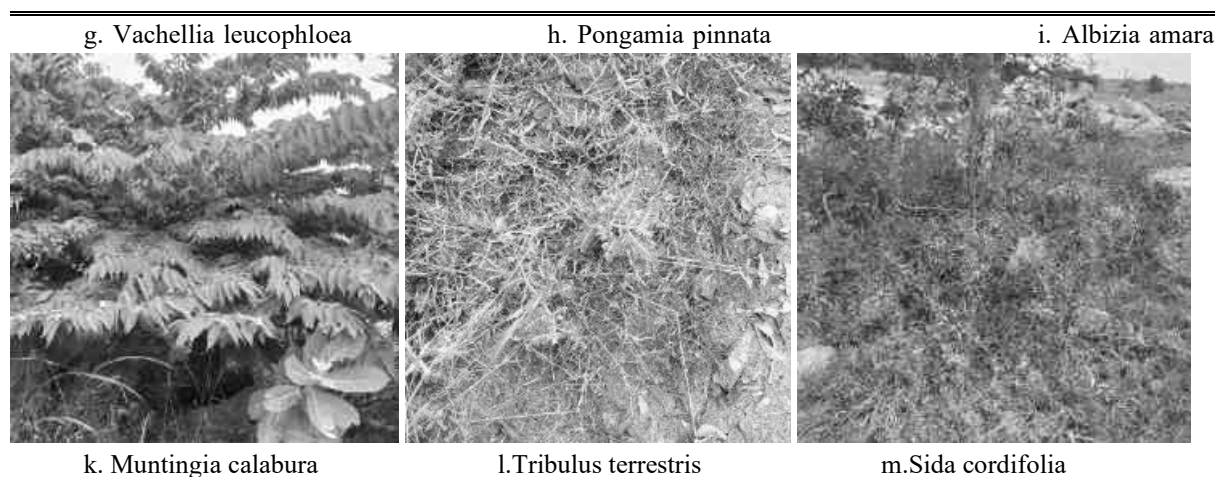 g. Vachellia leucophloea h. Pongamia pinnata i. Albizia amara
k. Muntingia calabura l.Tribulus terrestris m.Sida cordifolia